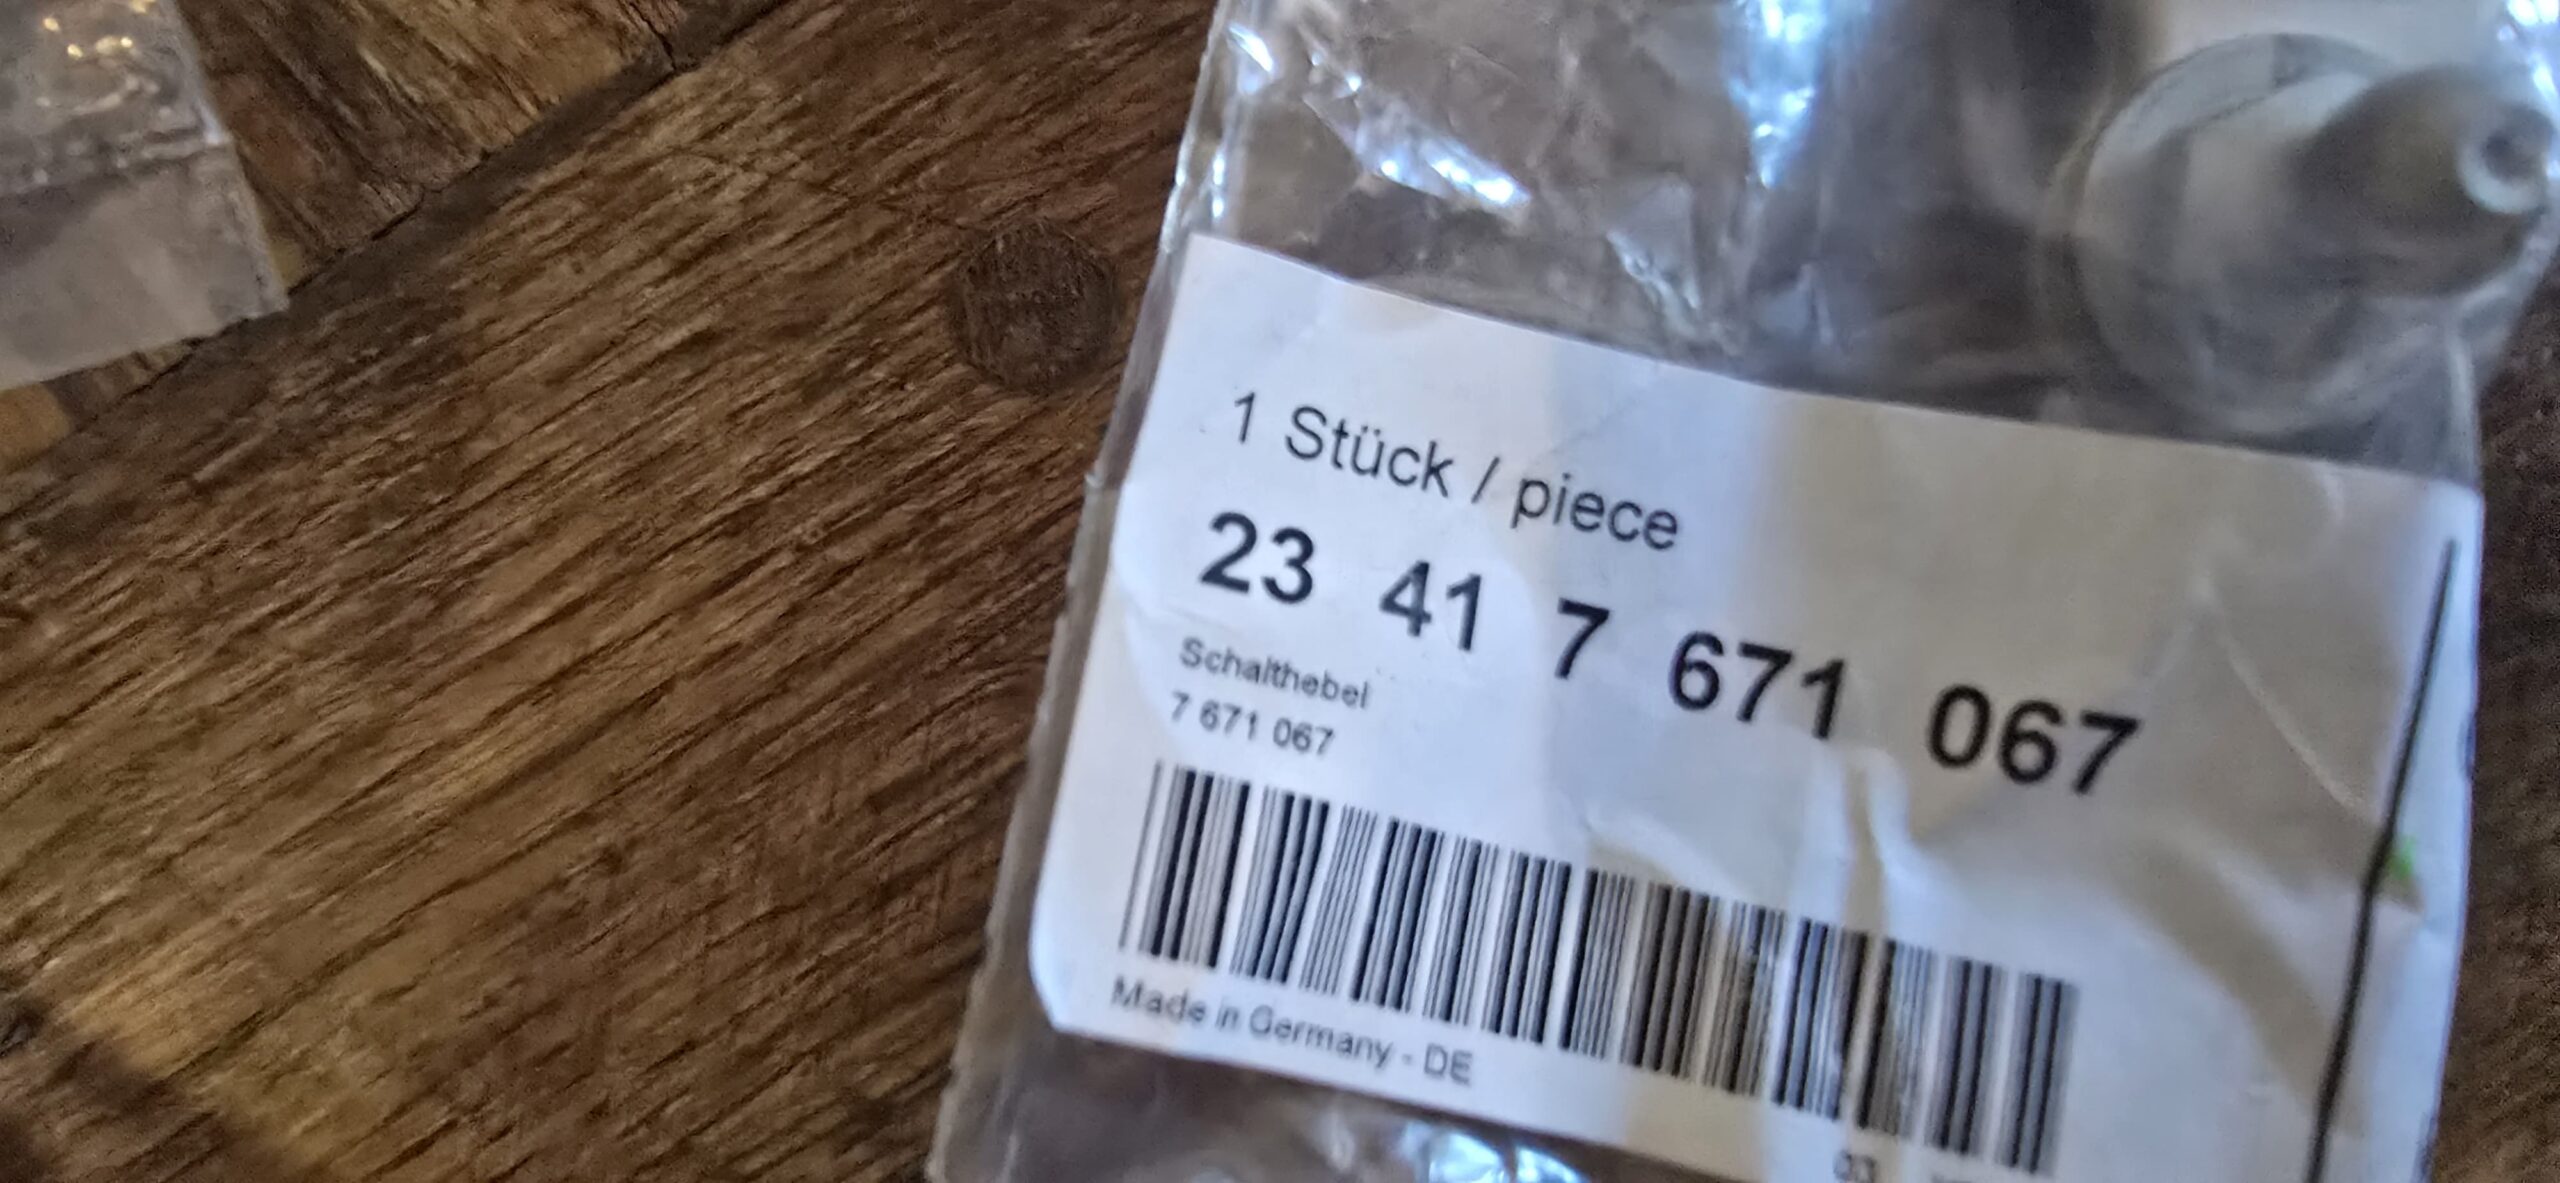 1 Stück / piece
23 41 7 671 067
Schalthebel
7 671 067
Made in Germany - DE